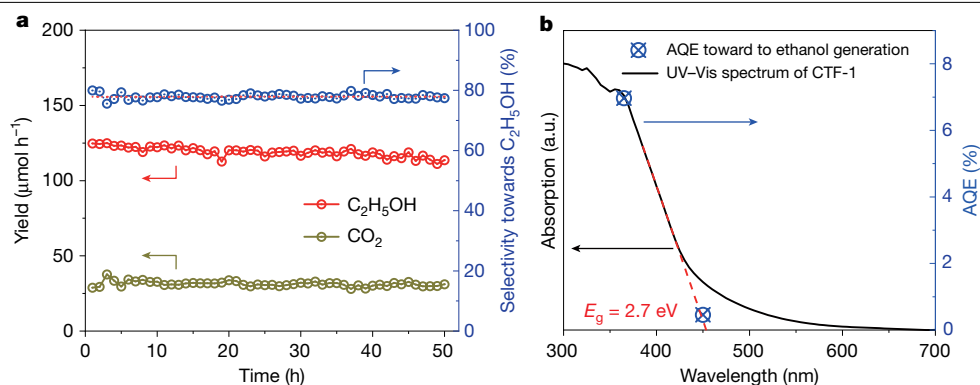 a
200
150
100
50
0
Yield (μmol h⁻¹)
100
80
60
40
20
0
Selectivity towards C₂H₅OH (%)
C₂H₅OH
CO₂
0 10 20 30 40 50
Time (h)
b
AQE toward to ethanol generation
UV–Vis spectrum of CTF-1
Absorption (a.u.)
8
6
4
2
0
AQE (%)
E_g = 2.7 eV
300 400 500 600 700
Wavelength (nm)